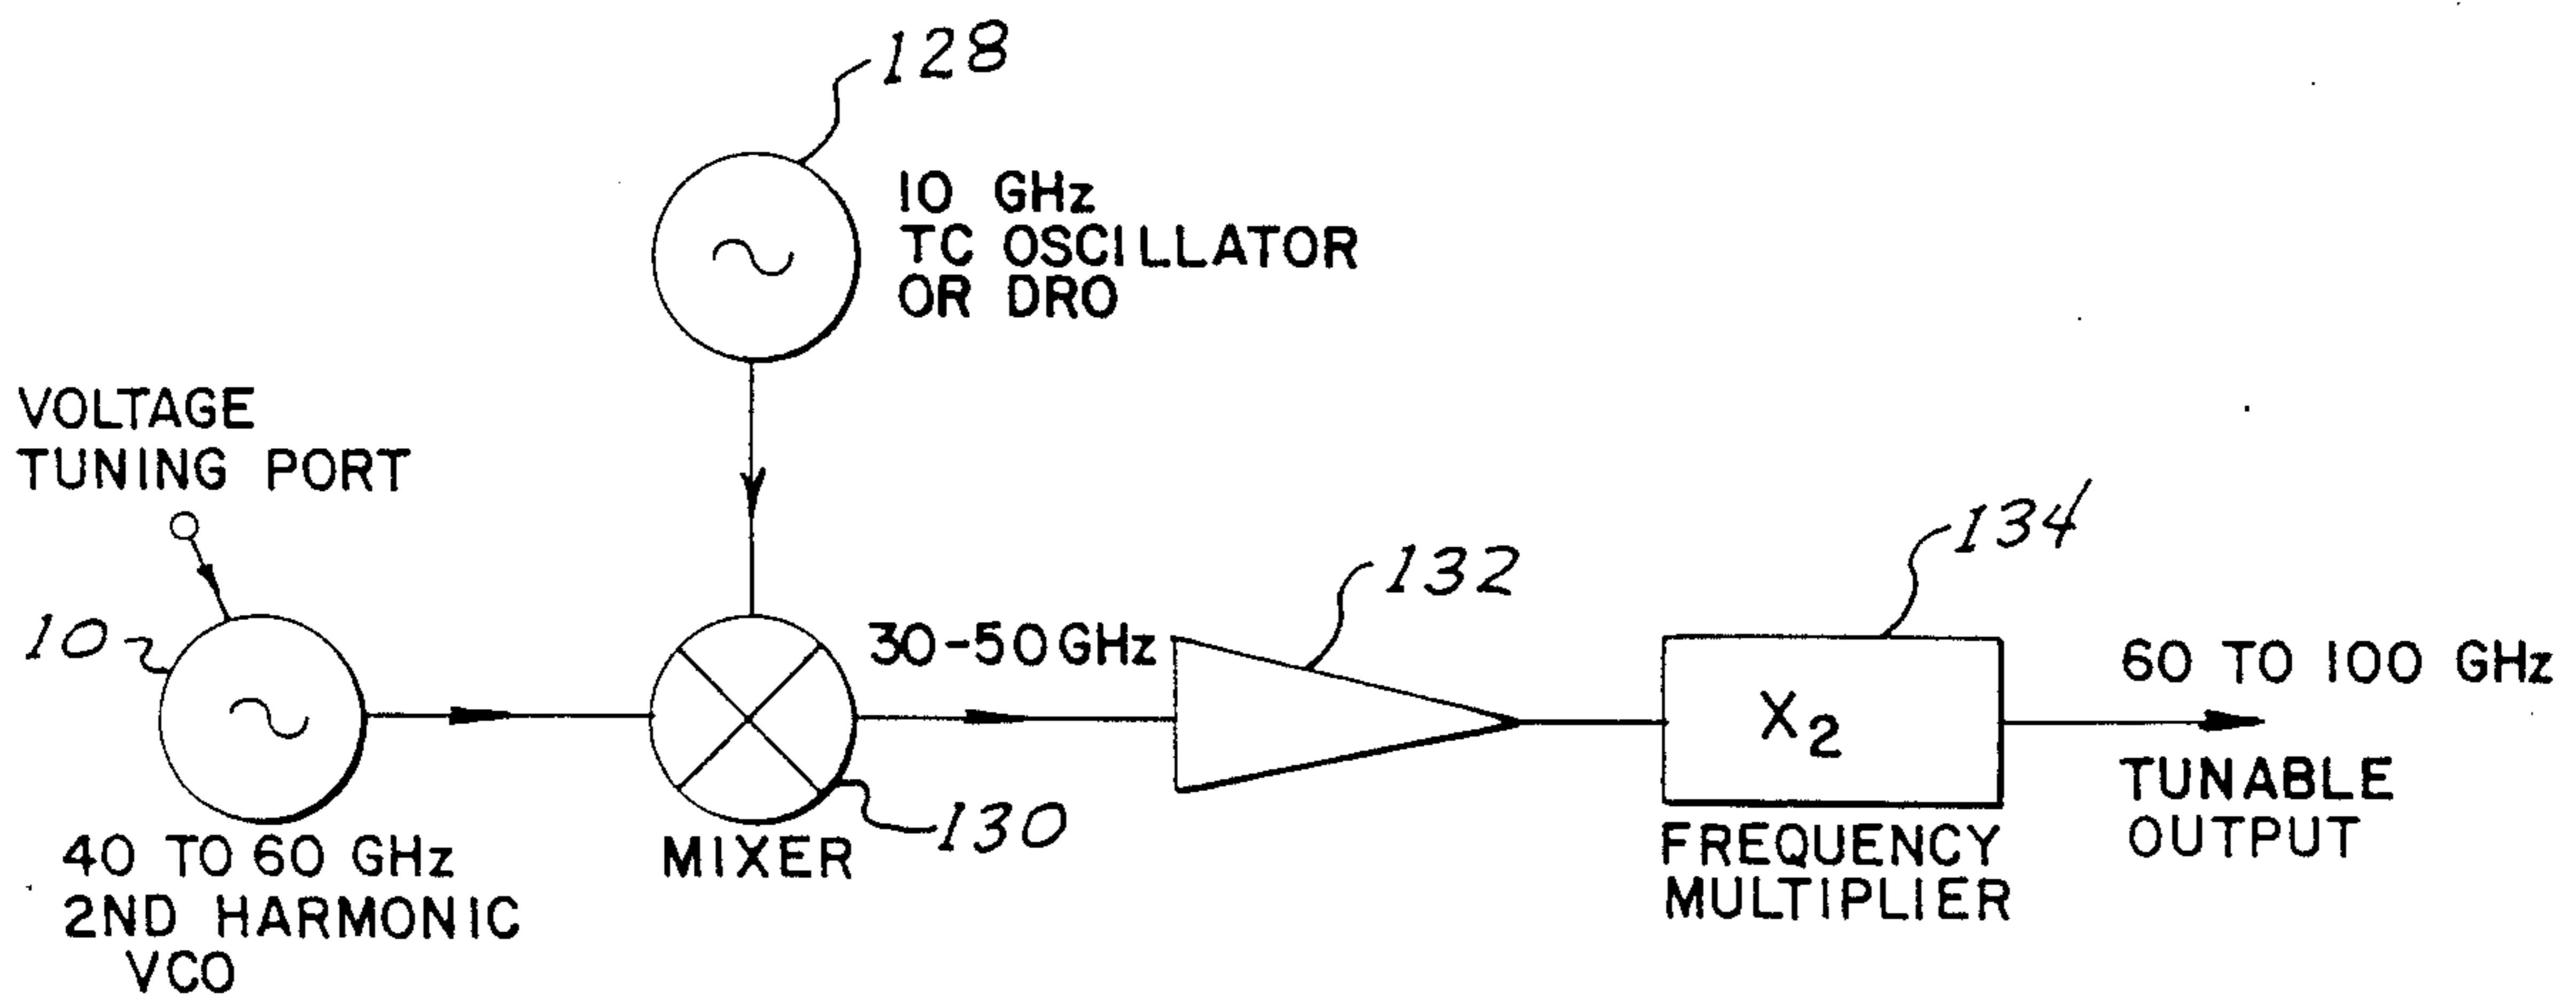 128
10 GHz
TC OSCILLATOR
OR DRO
VOLTAGE
TUNING PORT
10
40 TO 60 GHz
2ND HARMONIC
VCO
130
MIXER
30-50 GHz
132
134
X2
FREQUENCY
MULTIPLIER
60 TO 100 GHz
TUNABLE
OUTPUT